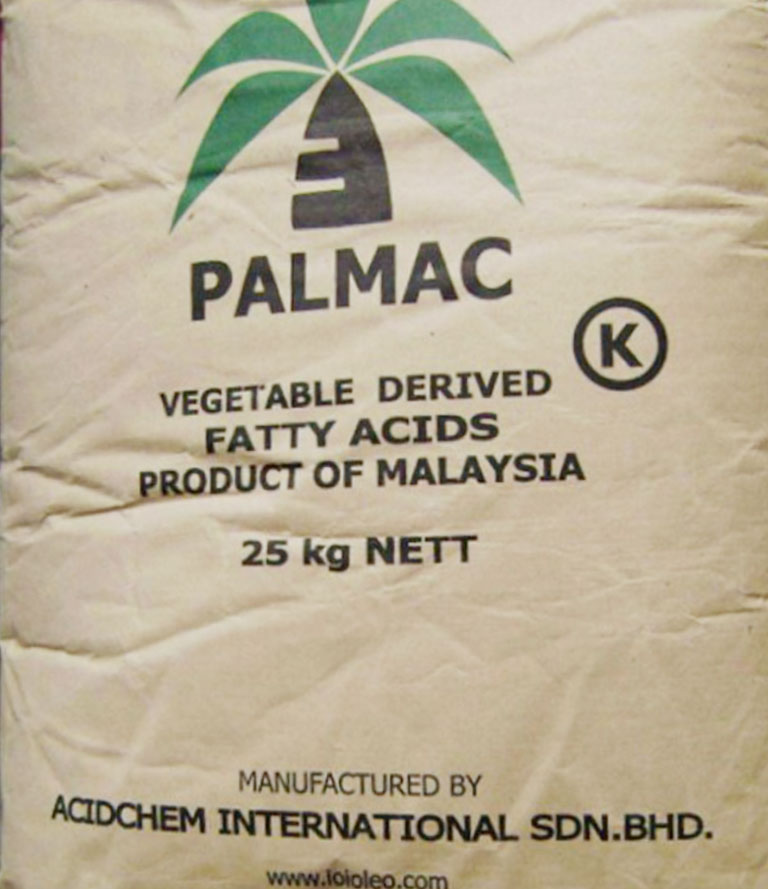 PALMAC
K
VEGETABLE DERIVED
FATTY ACIDS
PRODUCT OF MALAYSIA
25 kg NETT
MANUFACTURED BY
ACIDCHEM INTERNATIONAL SDN.BHD.
www.ioioleo.com